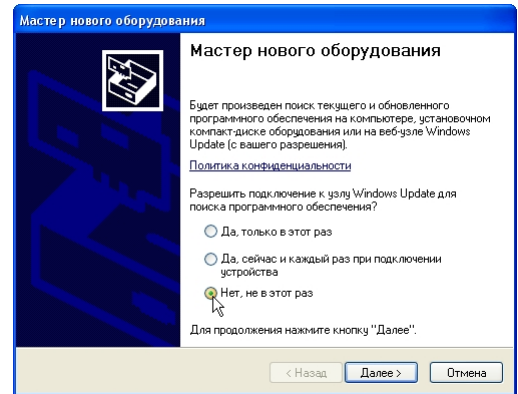 Мастер нового оборудования
Мастер нового оборудования
Будет произведен поиск текущего и обновленного
программного обеспечения на компьютере, установочном
компакт-диске оборудования или на веб-узле Windows
Update (с вашего разрешения).
Политика конфиденциальности
Разрешить подключение к узлу Windows Update для
поиска программного обеспечения?
Да, только в этот раз
Да, сейчас и каждый раз при подключении
устройства
Нет, не в этот раз
Для продолжения нажмите кнопку "Далее".
< Назад Далее > Отмена